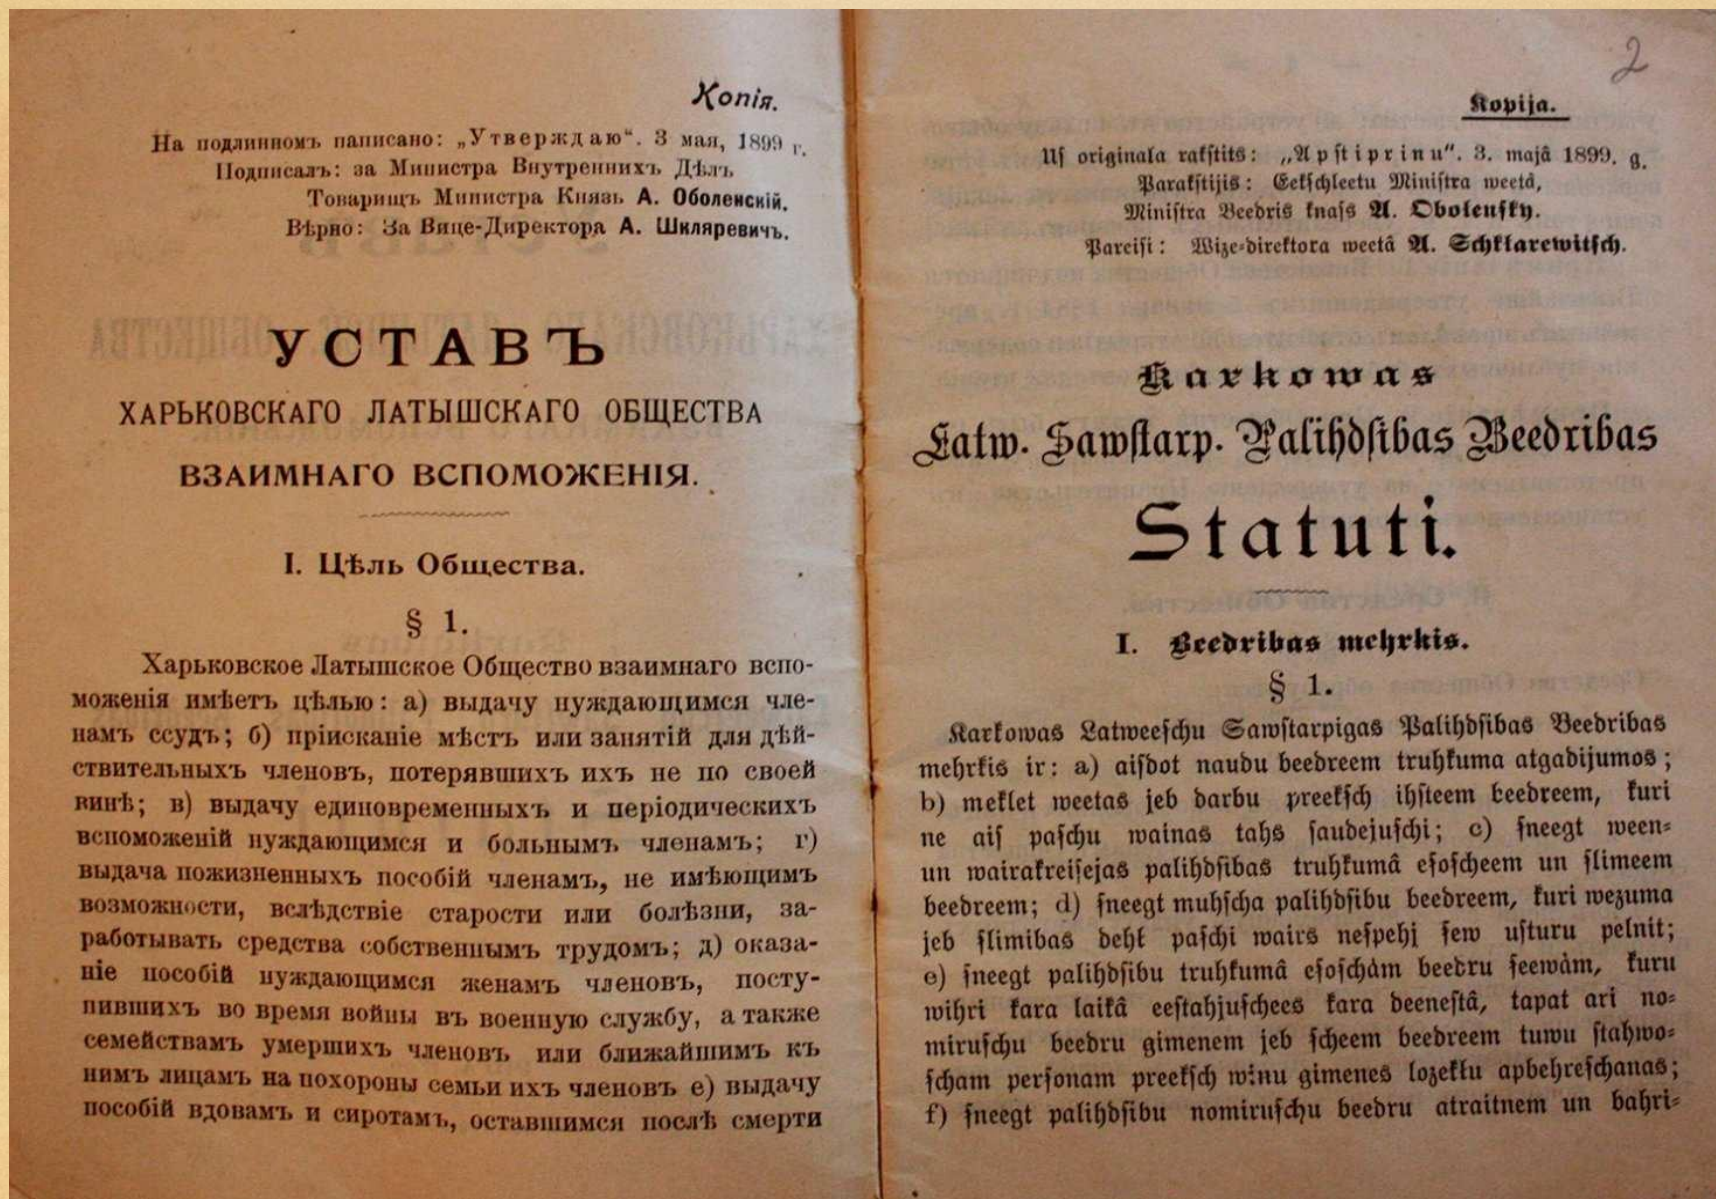 Копія.
На подлинномъ написано: „Утверждаю“. 3 мая, 1899 г.
Подписалъ: за Министра Внутреннихъ Дѣлъ
Товарищъ Министра Князь А. Оболенскій.
Вѣрно: За Вице-Директора А. Шкляревичъ.
УСТАВЪ
ХАРЬКОВСКАГО ЛАТЫШСКАГО ОБЩЕСТВА
ВЗАИМНАГО ВСПОМОЖЕНІЯ.
I. Цѣль Общества.
§ 1.
Харьковское Латышское Общество взаимнаго вспо-
моженія имѣетъ цѣлью: а) выдачу нуждающимся чле-
намъ ссудъ; б) пріисканіе мѣстъ или занятій для дѣй-
ствительныхъ членовъ, потерявшихъ ихъ не по своей
винѣ; в) выдачу единовременныхъ и періодическихъ
вспоможеній нуждающимся и больнымъ членамъ; г)
выдача пожизненныхъ пособій членамъ, не имѣющимъ
возможности, вслѣдствіе старости или болѣзни, за-
работывать средства собственнымъ трудомъ; д) оказа-
ніе пособій нуждающимся женамъ членовъ, посту-
пившихъ во время войны въ военную службу, а также
семействамъ умершихъ членовъ или ближайшимъ къ
нимъ лицамъ на похороны семьи ихъ членовъ е) выдачу
пособій вдовамъ и сиротамъ, оставшимся послѣ смерти
2
Kopija.
Uſ originala rakſtits: „Apſtiprinu“. 3. majâ 1899. g.
Parakſtijis: Eekſchleetu Miniſtra weetâ,
Miniſtra Beedris knaſs A. Obolenſky.
Pareiſi: Wize-direktora weetâ A. Schklarewitſch.
Karkowas
Latw. Sawſtarp. Palihdſibas Beedribas
Statuti.
I. Beedribas mehrkis.
§ 1.
Karkowas Latweeſchu Sawſtarpigas Palihdſibas Beedribas
mehrkis ir: a) aiſdot naudu beedreem truhkuma atgadijumos;
b) meklet weetas jeb darbu preekſch ihſteem beedreem, kuri
ne aiſ paſchu wainas tahs ſaudejuſchi; c) ſneegt ween-
un wairakreiſejas palihdſibas truhkumâ eſoſcheem un ſlimeem
beedreem; d) ſneegt muhſcha palihdſibu beedreem, kuri wezuma
jeb ſlimibas dehl paſchi wairs neſpehj ſew uſturu pelnit;
e) ſneegt palihdſibu truhkumâ eſoſchàm beedru ſeewàm, kuru
wihri kara laikâ eeſtahjuſchees kara deeneſtâ, tapat ari no-
miruſchu beedru gimenem jeb ſcheem beedreem tuwu ſtahwo-
ſcham perſonam preekſch winu gimenes lozeklu apbehreſchanas;
f) ſneegt palihdſibu nomiruſchu beedru atraitnem un bahri-